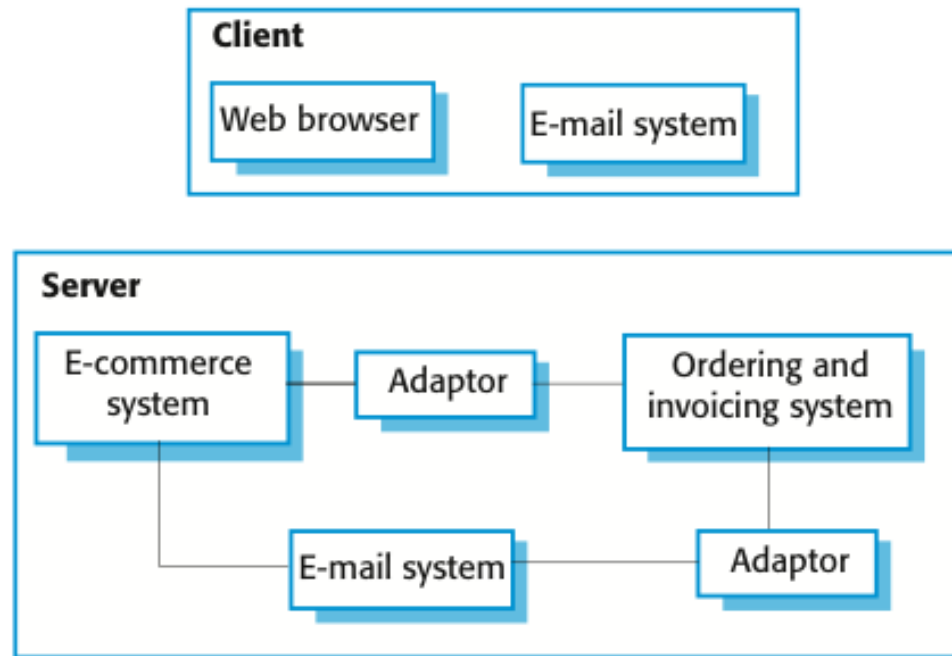 Client
Web browser
E-mail system
Server
E-commerce
system
Adaptor
Ordering and
invoicing system
E-mail system
Adaptor